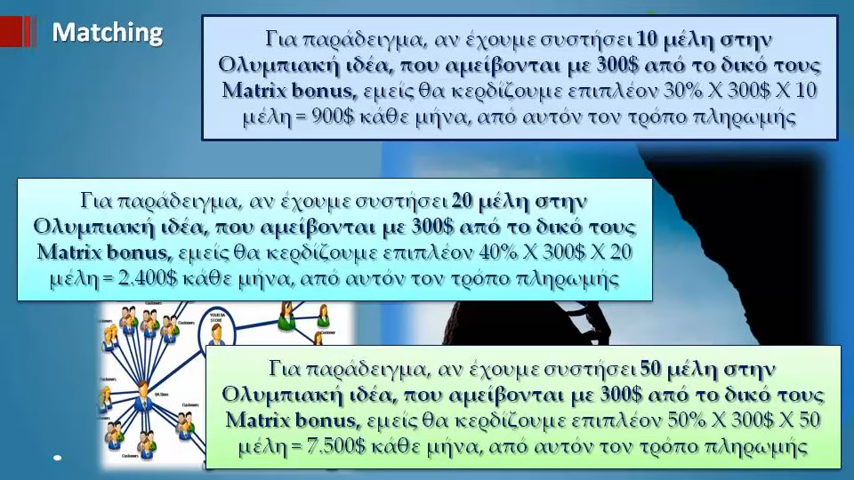 Matching
Για παράδειγμα, αν έχουμε συστήσει 10 μέλη στην
Ολυμπιακή ιδέα, που αμείβονται με 300$ από το δικό τους
Matrix bonus, εμείς θα κερδίζουμε επιπλέον 30% Χ 300$ Χ 10
μέλη = 900$ κάθε μήνα, από αυτόν τον τρόπο πληρωμής
Για παράδειγμα, αν έχουμε συστήσει 20 μέλη στην
Ολυμπιακή ιδέα, που αμείβονται με 300$ από το δικό τους
Matrix bonus, εμείς θα κερδίζουμε επιπλέον 40% Χ 300$ Χ 20
μέλη = 2.400$ κάθε μήνα, από αυτόν τον τρόπο πληρωμής
Customers
Customers
Customers
Για παράδειγμα, αν έχουμε συστήσει 50 μέλη στην
Ολυμπιακή ιδέα, που αμείβονται με 300$ από το δικό τους
Matrix bonus, εμείς θα κερδίζουμε επιπλέον 50% Χ 300$ Χ 50
μέλη = 7.500$ κάθε μήνα, από αυτόν τον τρόπο πληρωμής
Customers
Customers